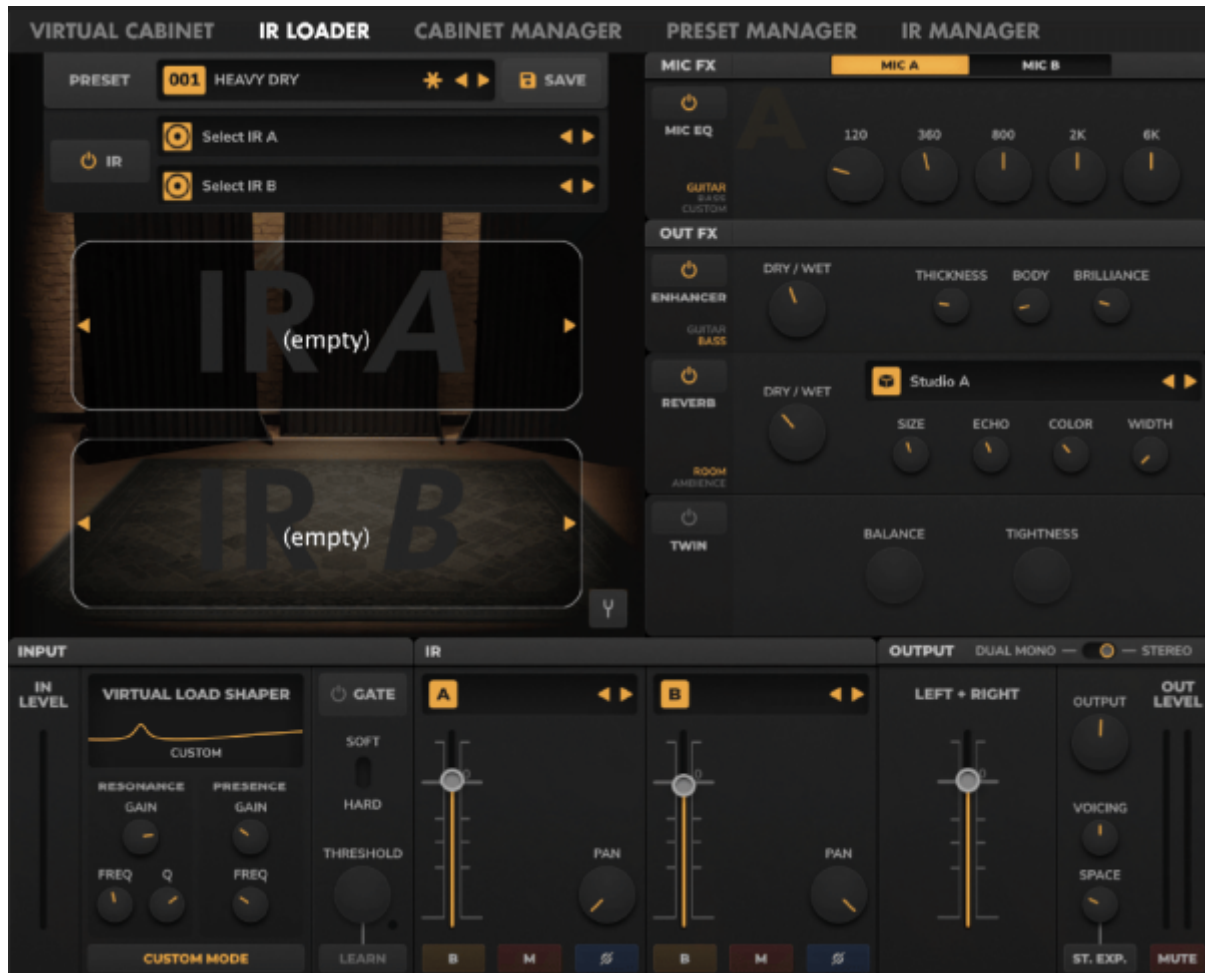 VIRTUAL CABINET IR LOADER CABINET MANAGER PRESET MANAGER IR MANAGER
PRESET 001 HEAVY DRY SAVE
IR
Select IR A
Select IR B
IR A
(empty)
IR B
(empty)
MIC FX MIC A MIC B
A
MIC EQ
120 360 800 2K 6K
GUITAR
BASS
CUSTOM
OUT FX
ENHANCER
DRY / WET THICKNESS BODY BRILLIANCE
GUITAR
BASS
REVERB
DRY / WET
Studio A
SIZE ECHO COLOR WIDTH
ROOM
AMBIENCE
TWIN
BALANCE TIGHTNESS
INPUT
IN
LEVEL
VIRTUAL LOAD SHAPER
CUSTOM
RESONANCE PRESENCE
GAIN GAIN
FREQ Q FREQ
CUSTOM MODE
GATE
SOFT
HARD
THRESHOLD
LEARN
IR
A
0
PAN
B M Ø
B
0
PAN
B M Ø
OUTPUT DUAL MONO STEREO
LEFT + RIGHT
0
OUTPUT
OUT
LEVEL
VOICING
SPACE
ST. EXP. MUTE